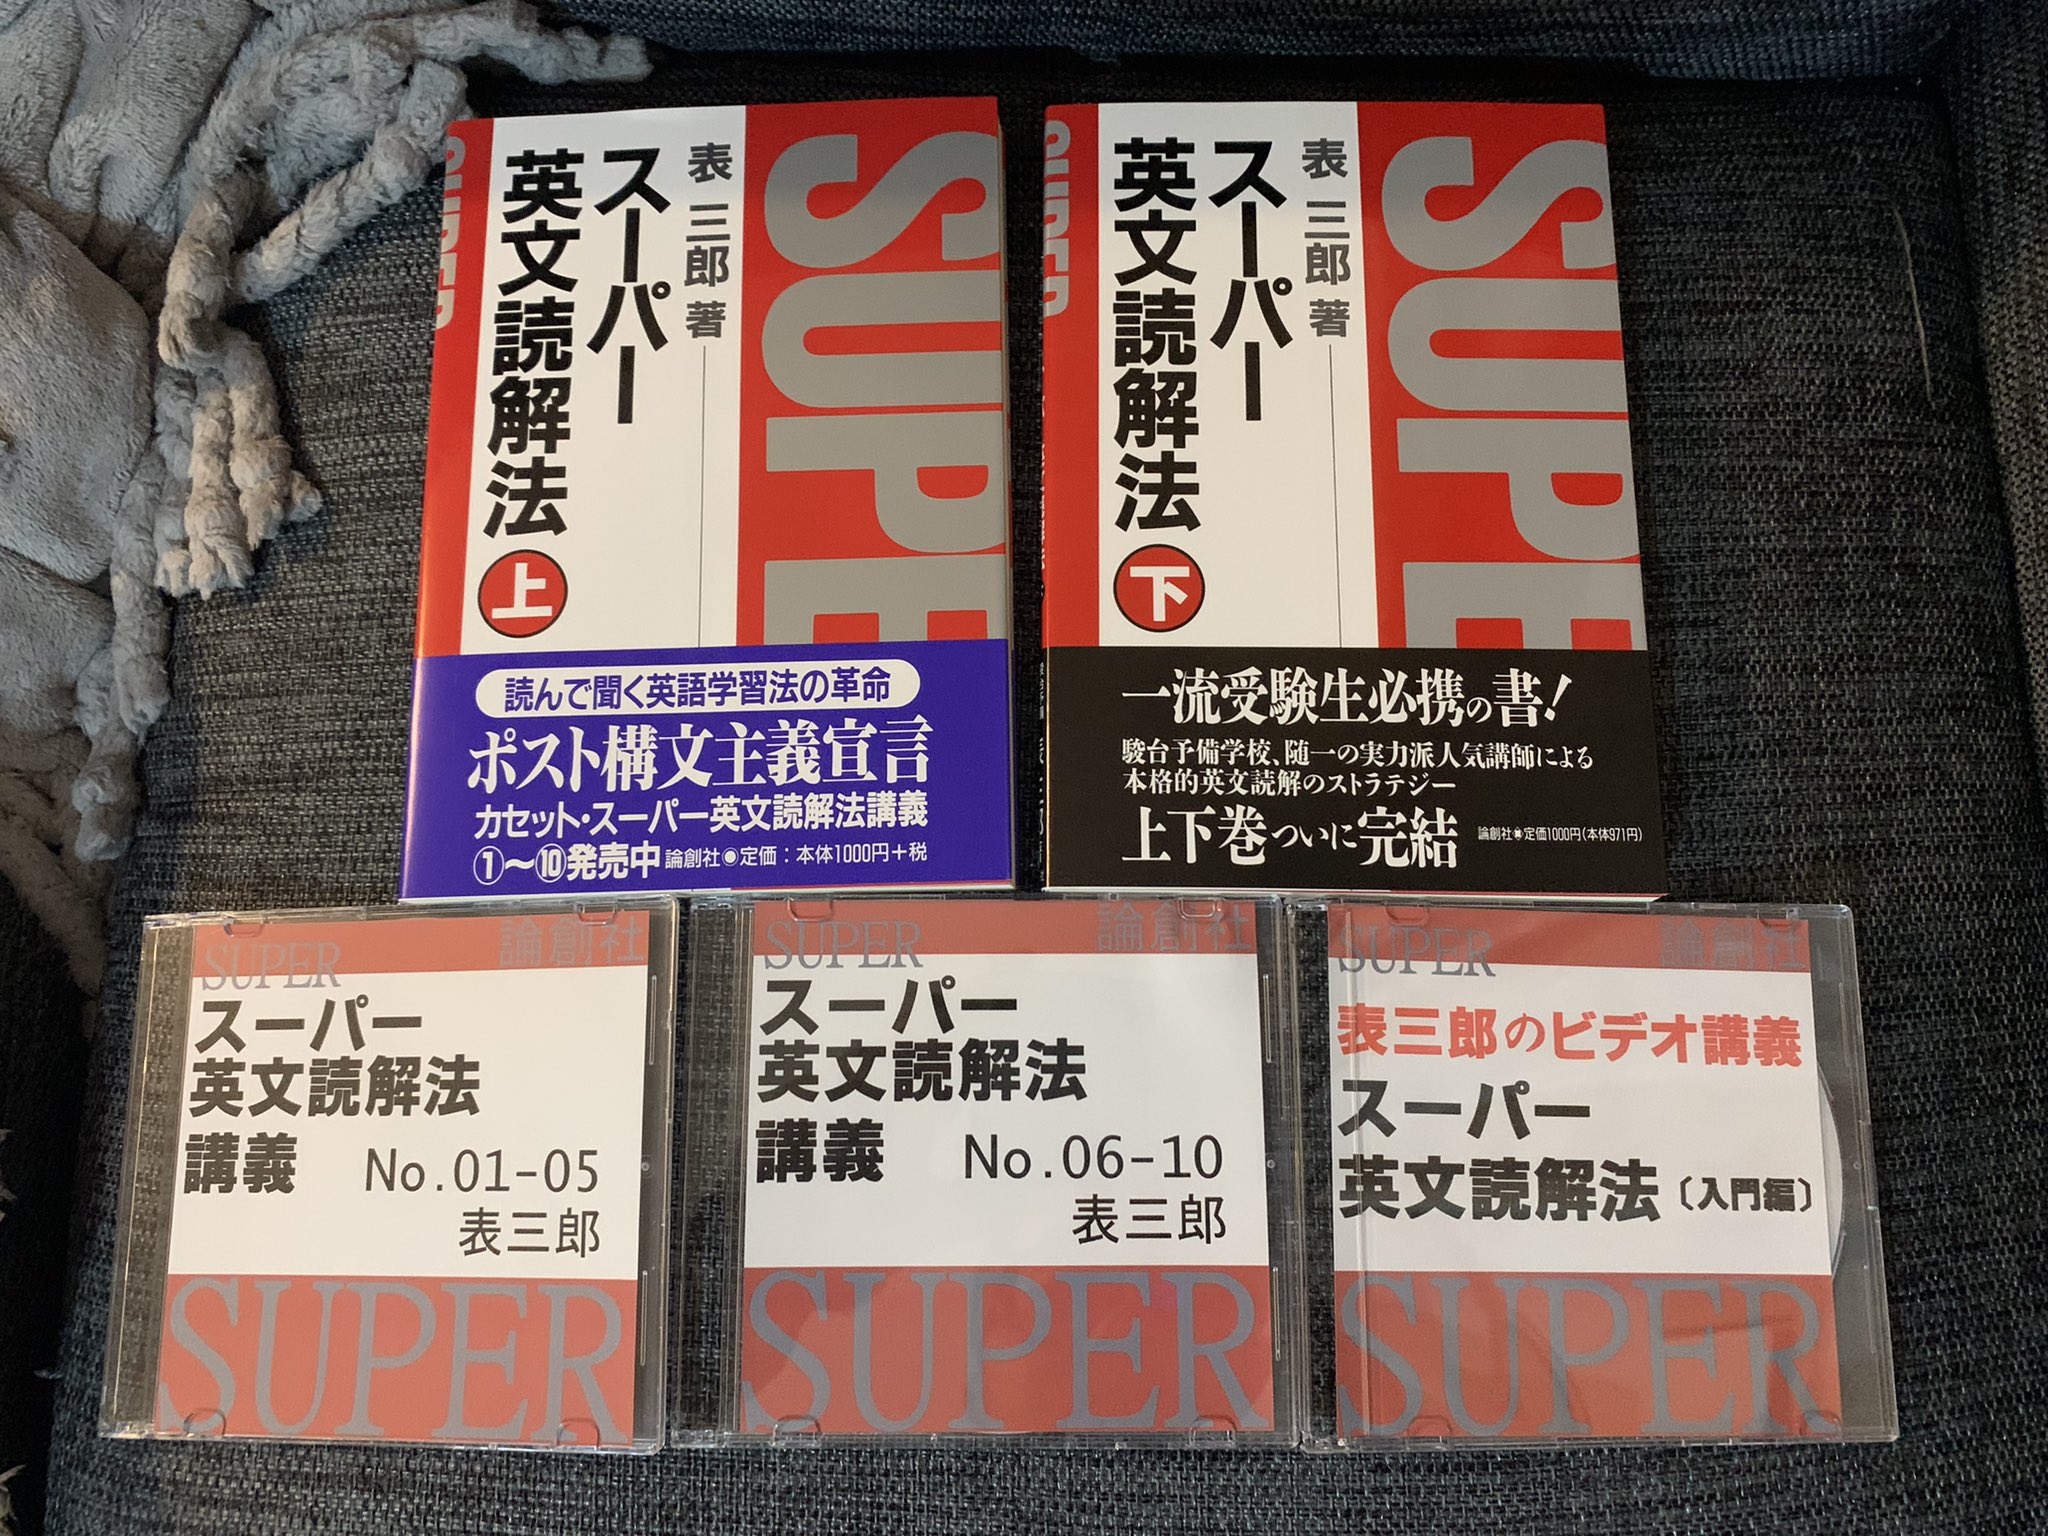 SUPER
表 三郎 著
スーパー
英文読解法
上
SUPE
読んで聞く英語学習法の革命
ポスト構文主義宣言
カセット・スーパー英文読解法講義
①〜⑩発売中 論創社◉定価：本体1000円＋税
SUPER
表 三郎 著
スーパー
英文読解法
下
SUPE
一流受験生必携の書！
駿台予備学校、随一の実力派人気講師による
本格的英文読解のストラテジー
上下巻ついに完結 論創社◉定価1000円（本体971円）
SUPER 論創社
スーパー
英文読解法
講義 No.01-05
表三郎
SUPER
SUPER 論創社
スーパー
英文読解法
講義 No.06-10
表三郎
SUPER
SUPER 論創社
表三郎のビデオ講義
スーパー
英文読解法〔入門編〕
SUPER